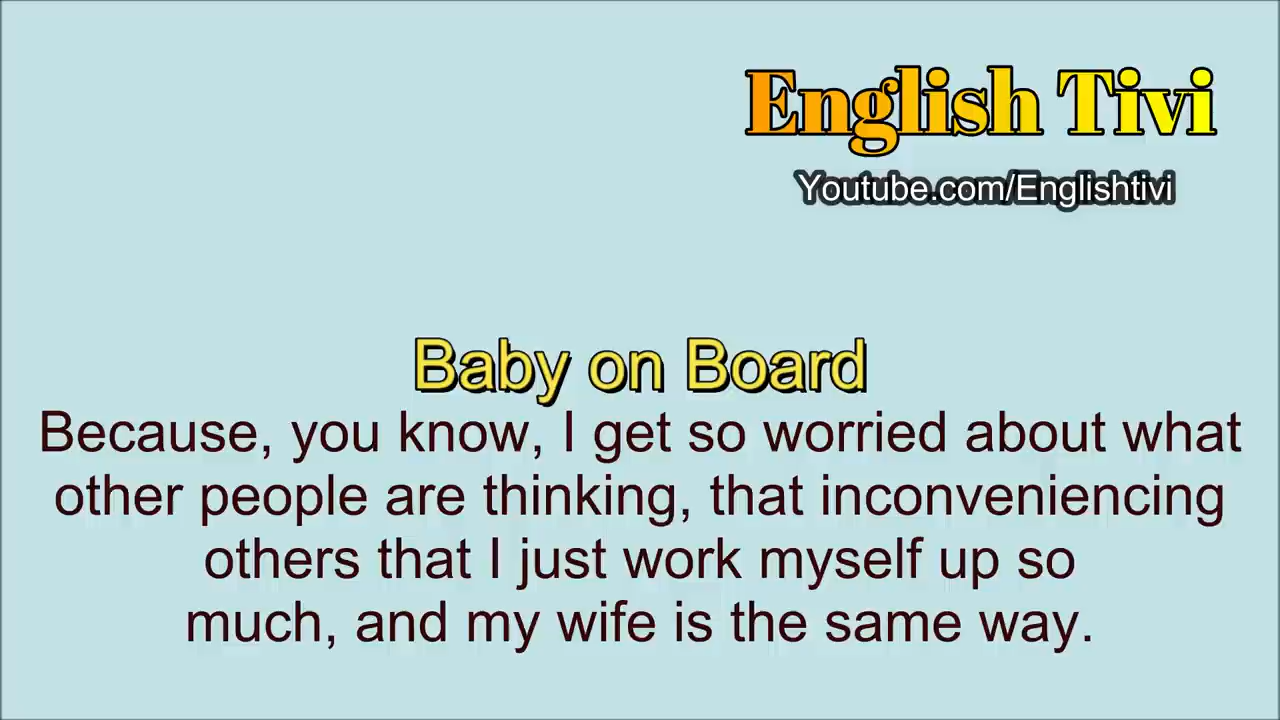 English Tivi
Youtube.com/Englishtivi
Baby on Board
Because, you know, I get so worried about what
other people are thinking, that inconveniencing
others that I just work myself up so
much, and my wife is the same way.